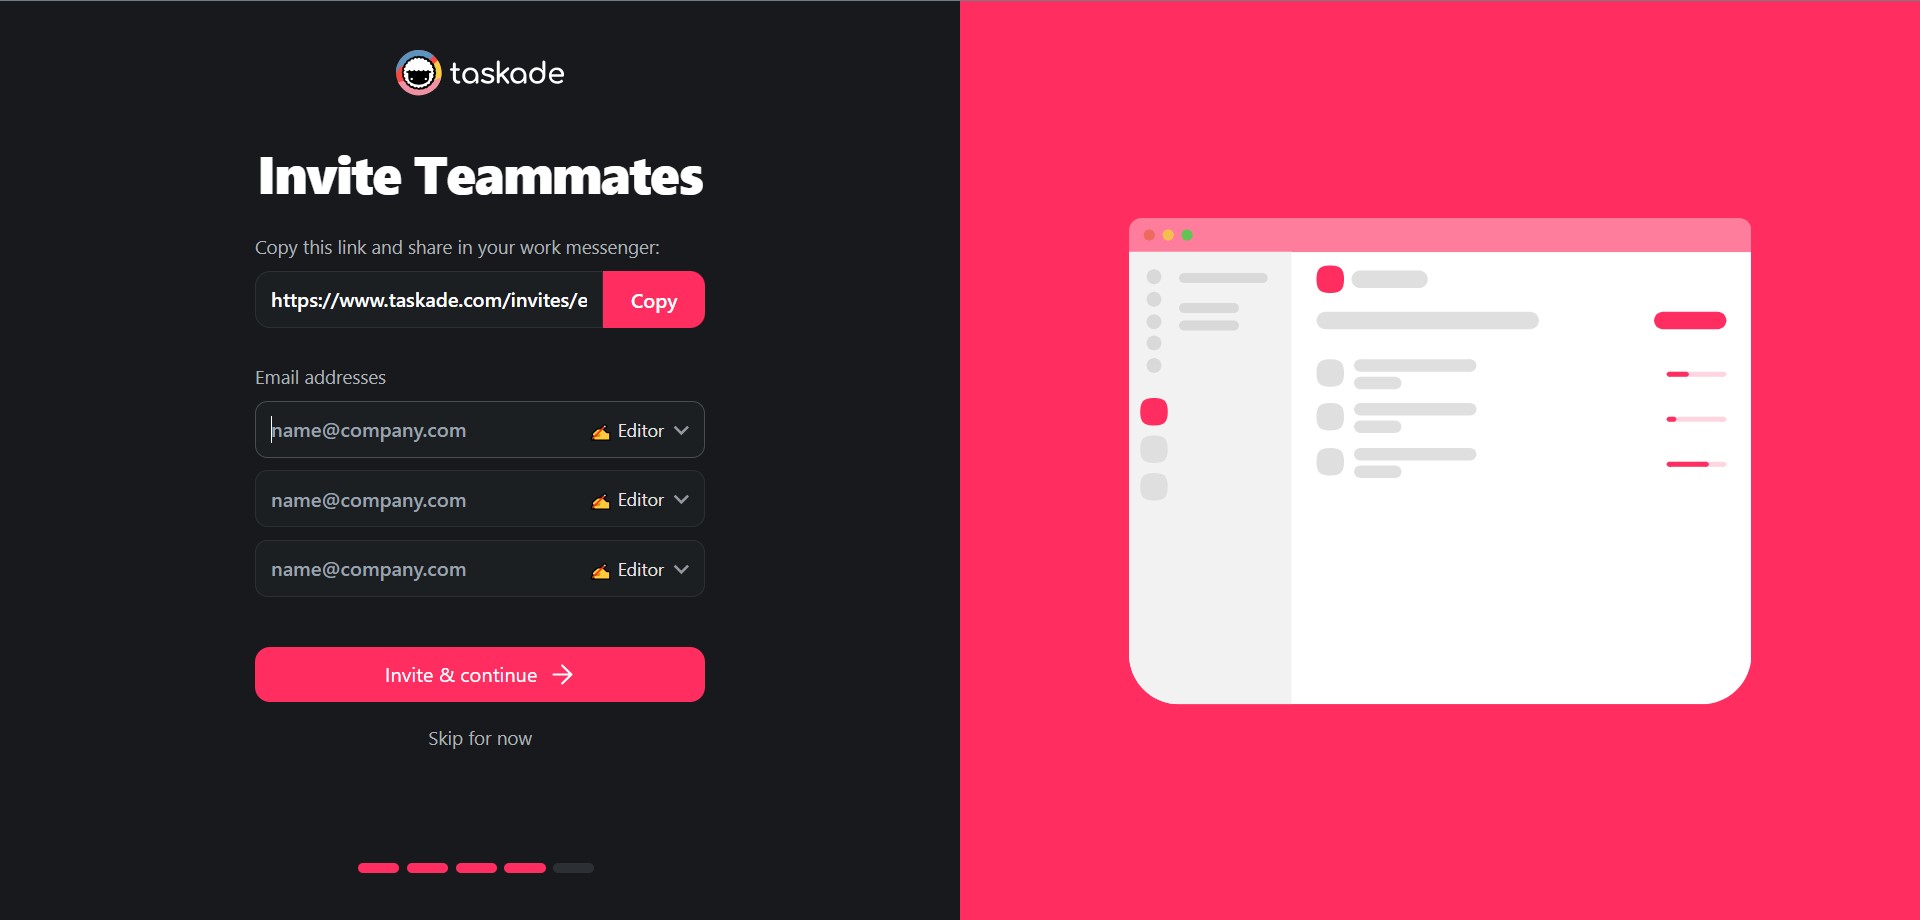 taskade
Invite Teammates
Copy this link and share in your work messenger:
https://www.taskade.com/invites/e
Copy
Email addresses
name@company.com ✍️ Editor
name@company.com ✍️ Editor
name@company.com ✍️ Editor
Invite & continue →
Skip for now